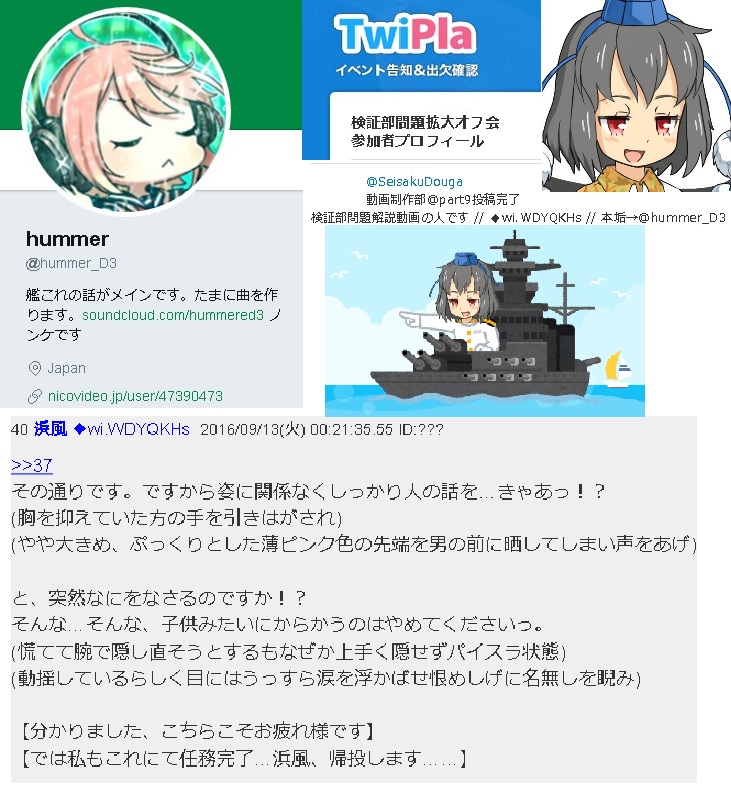 hummer
@hummer_D3
艦これの話がメインです。たまに曲を作
ります。soundcloud.com/hummered3 ノ
ンケです
Japan
nicovideo.jp/user/47390473
TwiPla
イベント告知&出欠確認
検証部問題拡大オフ会
参加者プロフィール
@SeisakuDouga
動画制作部@part9投稿完了
検証部問題解説動画の人です // ◆wi.WDYQKHs // 本垢→@hummer_D3
40 浜風 ◆wi.WDYQKHs 2016/09/13(火) 00:21:35.55 ID:???
>>37
その通りです。ですから姿に関係なくしっかり人の話を…きゃあっ！？
(胸を抑えていた方の手を引きはがされ)
(やや大きめ、ぷっくりとした薄ピンク色の先端を男の前に晒してしまい声をあげ)
と、突然なにをなさるのですか！？
そんな…そんな、子供みたいにからかうのはやめてくださいっ。
(慌てて腕で隠し直そうとするもなぜか上手く隠せずパイスラ状態)
(動揺しているらしく目にはうっすら涙を浮かばせ恨めしげに名無しを睨み)
【分かりました、こちらこそお疲れ様です】
【では私もこれにて任務完了…浜風、帰投します……】